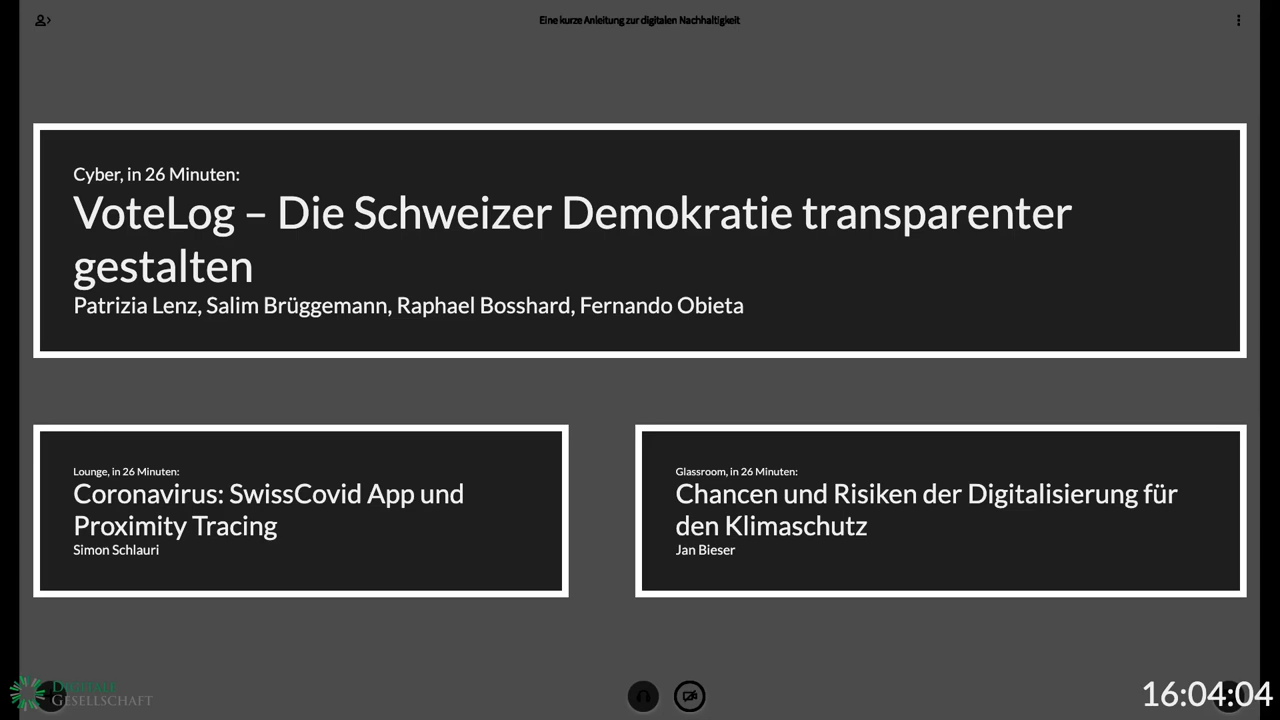 Eine kurze Anleitung zur digitalen Nachhaltigkeit
Cyber, in 26 Minuten:
VoteLog – Die Schweizer Demokratie transparenter
gestalten
Patrizia Lenz, Salim Brüggemann, Raphael Bosshard, Fernando Obieta
Lounge, in 26 Minuten:
Coronavirus: SwissCovid App und
Proximity Tracing
Simon Schlauri
Glassroom, in 26 Minuten:
Chancen und Risiken der Digitalisierung für
den Klimaschutz
Jan Bieser
DIGITALE
GESELLSCHAFT
16:04:04